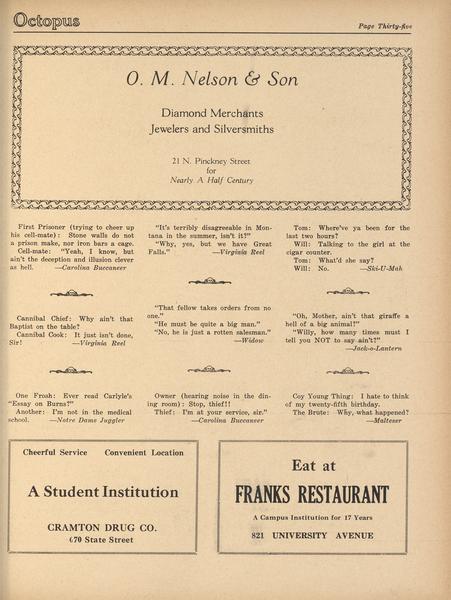 Octopus
Page Thirty-five
O. M. Nelson & Son
Diamond Merchants
Jewelers and Silversmiths
21 N. Pinckney Street
for
Nearly A Half Century
First Prisoner (trying to cheer up
his cell-mate): Stone walls do not
a prison make, nor iron bars a cage.
Cell-mate: "Yeah, I know, but
ain't the deception and illusion clever
as hell. —Carolina Buccaneer
Cannibal Chief: Why ain't that
Baptist on the table?
Cannibal Cook: It just isn't done,
Sir! —Virginia Reel
One Frosh: Ever read Carlyle's
"Essay on Burns?"
Another: I'm not in the medical
school. —Notre Dame Juggler
"It's terribly disagreeable in Mon-
tana in the summer, isn't it?"
"Why, yes, but we have Great
Falls." —Virginia Reel
"That fellow takes orders from no
one."
"He must be quite a big man."
"No, he is just a rotten salesman."
—Widow
Owner (hearing noise in the din-
ing room): Stop, thief!!
Thief: I'm at your service, sir."
—Carolina Buccaneer
Tom: Where've ya been for the
last two hours?
Will: Talking to the girl at the
cigar counter.
Tom: What'd she say?
Will: No. —Ski-U-Mah
"Oh, Mother, ain't that giraffe a
hell of a big animal?"
"Willy, how many times must I
tell you NOT to say ain't?"
—Jack-o-Lantern
Coy Young Thing: I hate to think
of my twenty-fifth birthday.
The Brute: Why, what happened?
—Malteser
Cheerful Service Convenient Location
A Student Institution
CRAMTON DRUG CO.
670 State Street
Eat at
FRANKS RESTAURANT
A Campus Institution for 17 Years
821 UNIVERSITY AVENUE